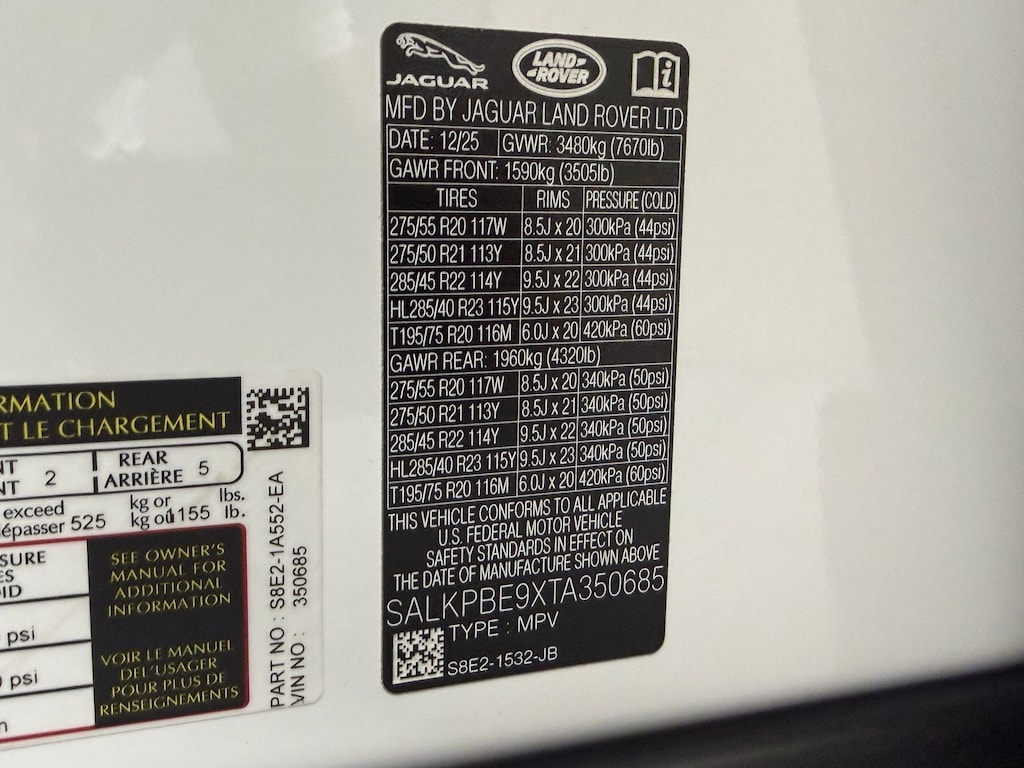 JAGUAR
LAND ROVER
i
MFD BY JAGUAR LAND ROVER LTD
DATE: 12/25 GVWR: 3480kg (7670lb)
GAWR FRONT: 1590kg (3505lb)
TIRES RIMS PRESSURE (COLD)
275/55 R20 117W 8.5J x 20 300kPa (44psi)
275/50 R21 113Y 8.5J x 21 300kPa (44psi)
285/45 R22 114Y 9.5J x 22 300kPa (44psi)
HL285/40 R23 115Y 9.5J x 23 300kPa (44psi)
T195/75 R20 116M 6.0J x 20 420kPa (60psi)
GAWR REAR: 1960kg (4320lb)
275/55 R20 117W 8.5J x 20 340kPa (50psi)
275/50 R21 113Y 8.5J x 21 340kPa (50psi)
285/45 R22 114Y 9.5J x 22 340kPa (50psi)
HL285/40 R23 115Y 9.5J x 23 340kPa (50psi)
T195/75 R20 116M 6.0J x 20 420kPa (60psi)
THIS VEHICLE CONFORMS TO ALL APPLICABLE
U.S. FEDERAL MOTOR VEHICLE
SAFETY STANDARDS IN EFFECT ON
THE DATE OF MANUFACTURE SHOWN ABOVE
SALKPBE9XTA350685
TYPE : MPV
S8E2-1532-JB
RMATION
T LE CHARGEMENT
NT 2 REAR 5
NT ARRIÈRE
exceed kg or lbs.
épasser 525 kg où 1155 lb.
SURE
ES
OID
psi
psi
SEE OWNER'S
MANUAL FOR
ADDITIONAL
INFORMATION
VOIR LE MANUEL
DEL'USAGER
POUR PLUS DE
RENSEIGNEMENTS
PART NO : S8E2-1A552-EA
VIN NO : 350685